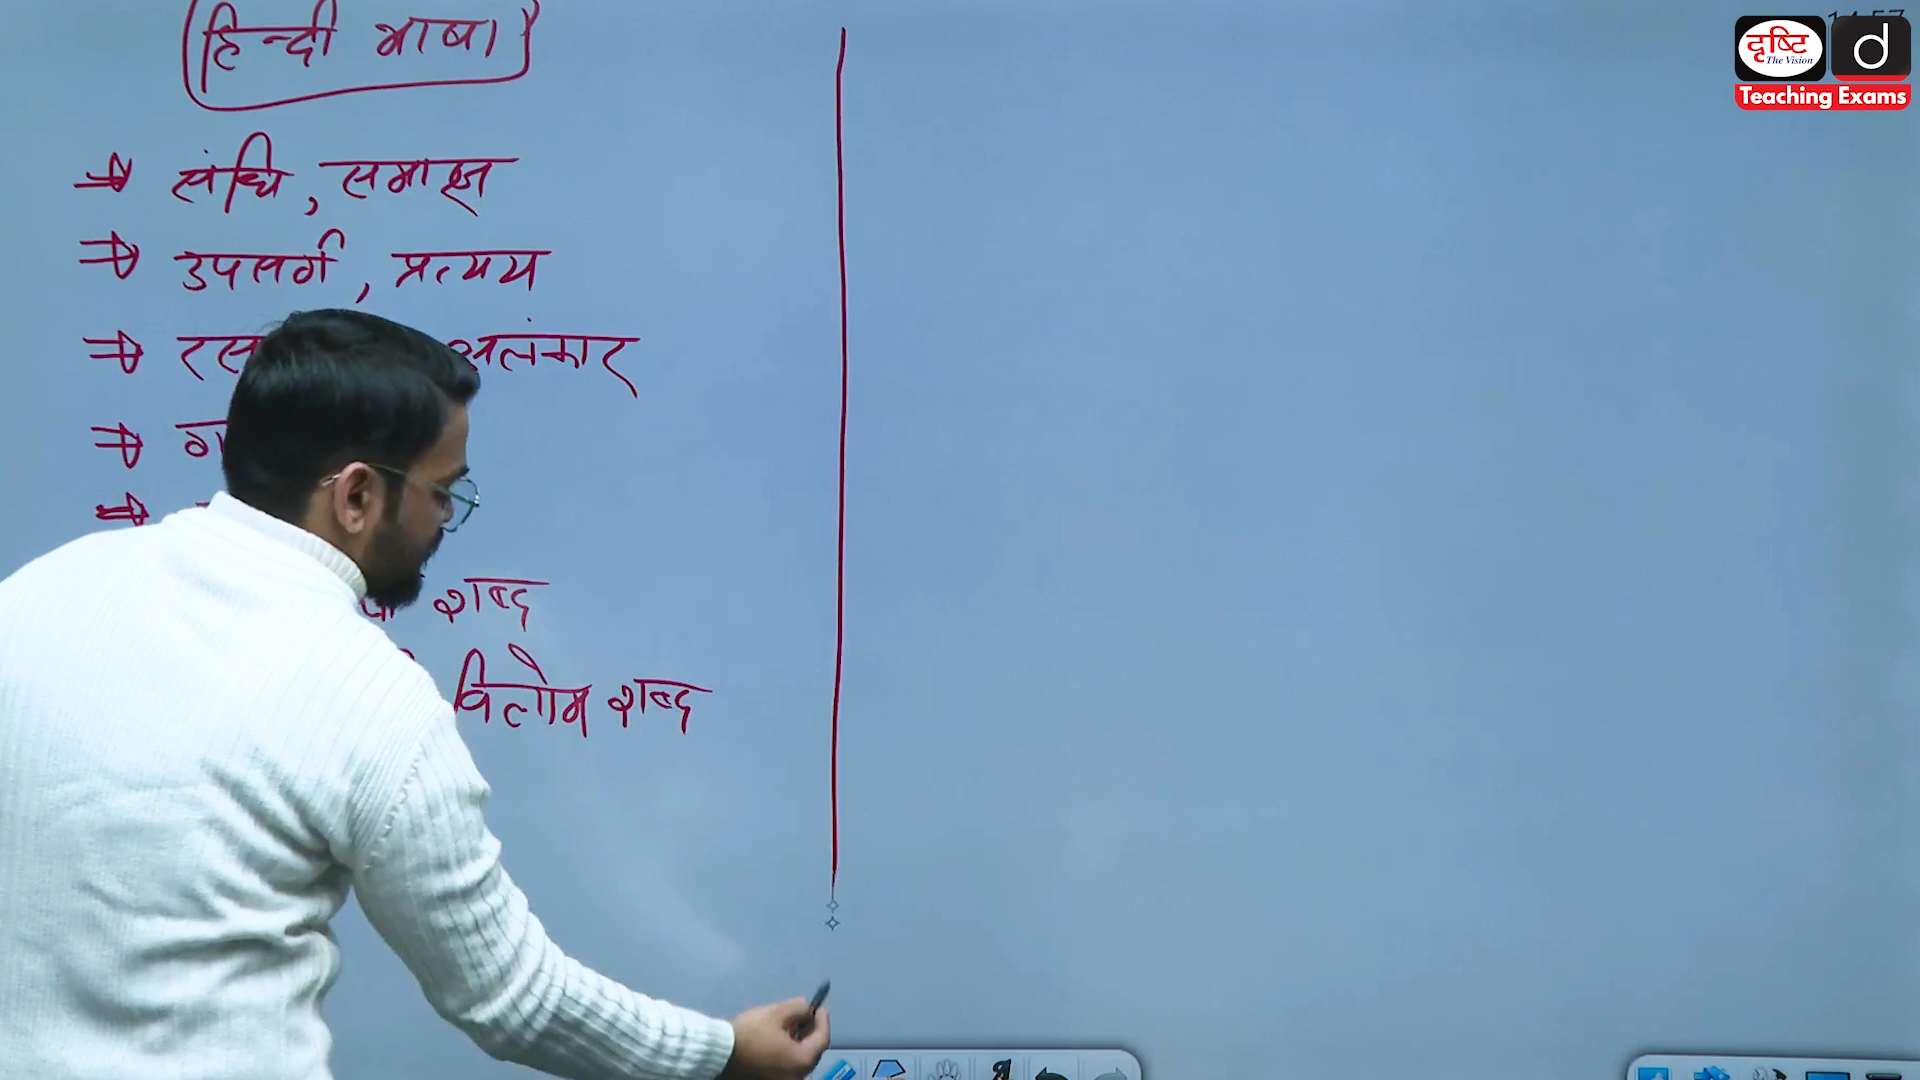 हिन्दी भाषा
संधि, समास
उपसर्ग, प्रत्यय
रस अलंकार
शब्द
विलोम शब्द
दृष्टि
The Vision
d
Teaching Exams